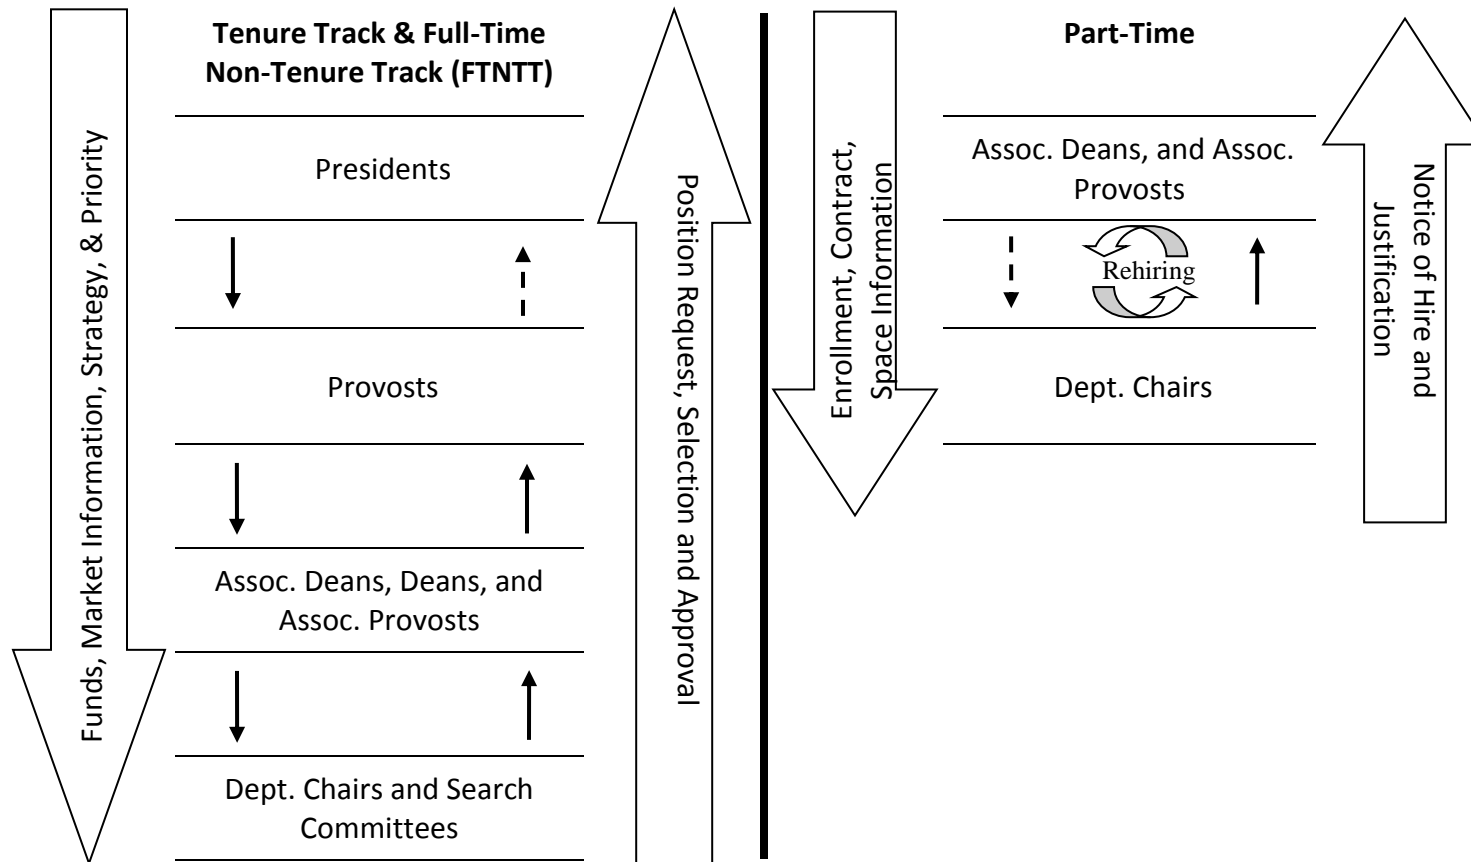 Tenure Track & Full-Time
Non-Tenure Track (FTNTT)
Funds, Market Information, Strategy, & Priority
Presidents
Provosts
Assoc. Deans, Deans, and
Assoc. Provosts
Dept. Chairs and Search
Committees
Position Request, Selection and Approval
Part-Time
Enrollment, Contract,
Space Information
Assoc. Deans, and Assoc.
Provosts
Rehiring
Dept. Chairs
Notice of Hire and
Justification